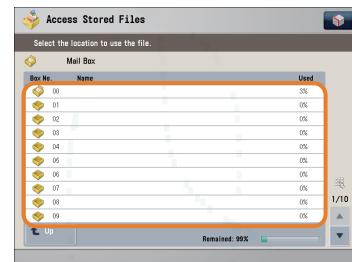 Access Stored Files
Select the location to use the file.
Mail Box
Box No. Name Used
00 3%
01 0%
02 0%
03 0%
04 0%
05 0%
06 0%
07 0%
08 0%
09 0%
1/10
Up
Remained: 99%